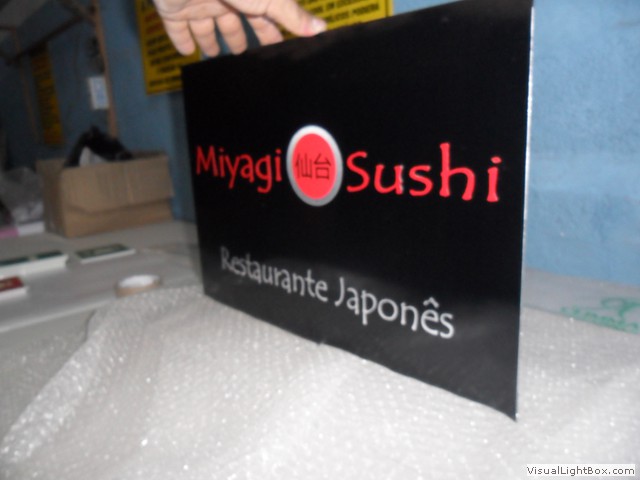 Miyagi 仙台 Sushi
Restaurante Japonês
VisualLightBox.com